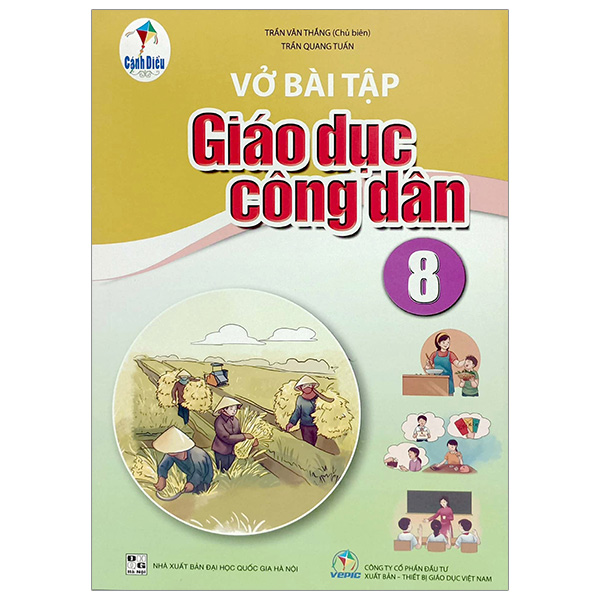 TRẦN VĂN THẮNG (Chủ biên)
TRẦN QUANG TUẤN
Cánh Diều
VỞ BÀI TẬP
Giáo dục
công dân
8
NHÀ XUẤT BẢN ĐẠI HỌC QUỐC GIA HÀ NỘI
VEPIC
CÔNG TY CỔ PHẦN ĐẦU TƯ
XUẤT BẢN - THIẾT BỊ GIÁO DỤC VIỆT NAM